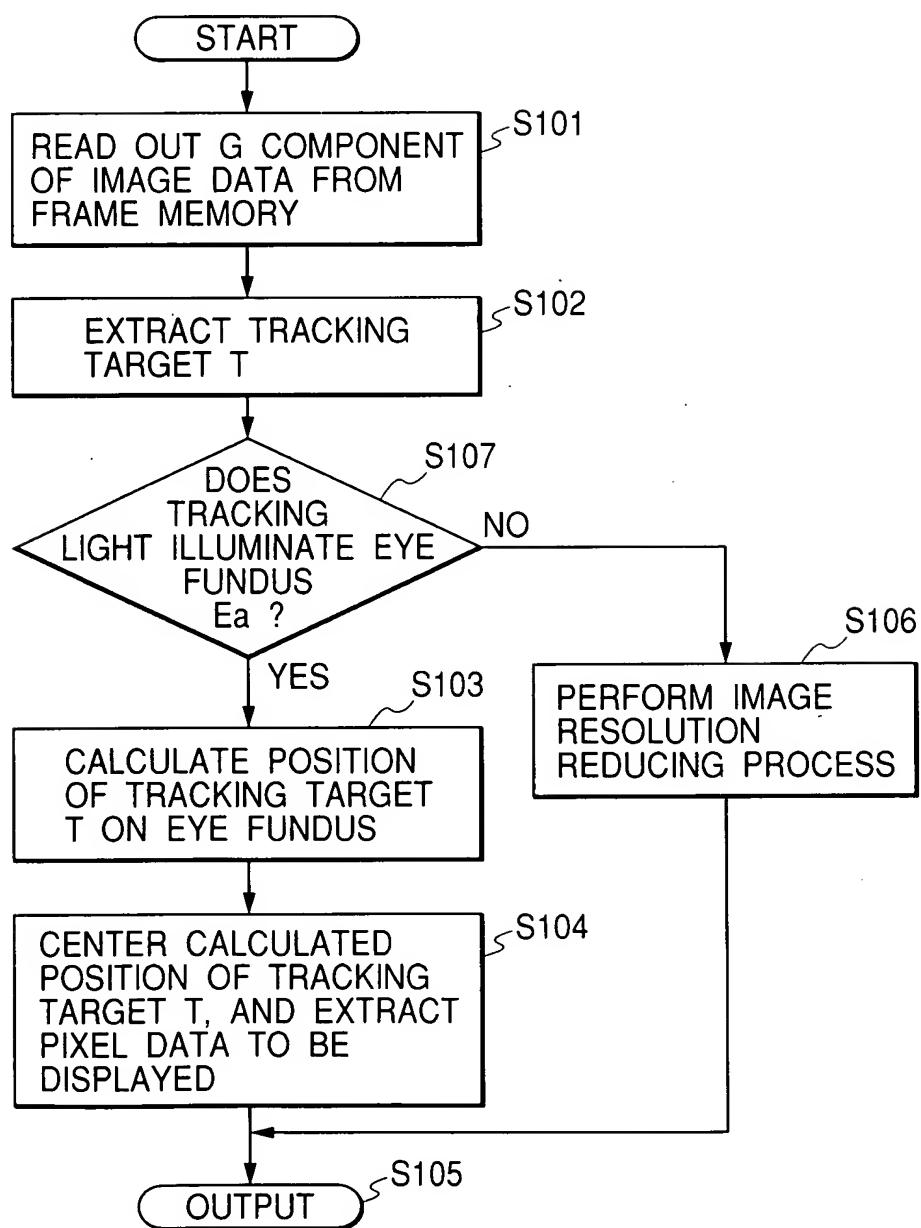 START
S101
READ OUT G COMPONENT
OF IMAGE DATA FROM
FRAME MEMORY
S102
EXTRACT TRACKING
TARGET T
S107
DOES
TRACKING
LIGHT ILLUMINATE EYE
FUNDUS
Ea ?
NO
YES
S106
PERFORM IMAGE
RESOLUTION
REDUCING PROCESS
S103
CALCULATE POSITION
OF TRACKING TARGET
T ON EYE FUNDUS
S104
CENTER CALCULATED
POSITION OF TRACKING
TARGET T, AND EXTRACT
PIXEL DATA TO BE
DISPLAYED
S105
OUTPUT